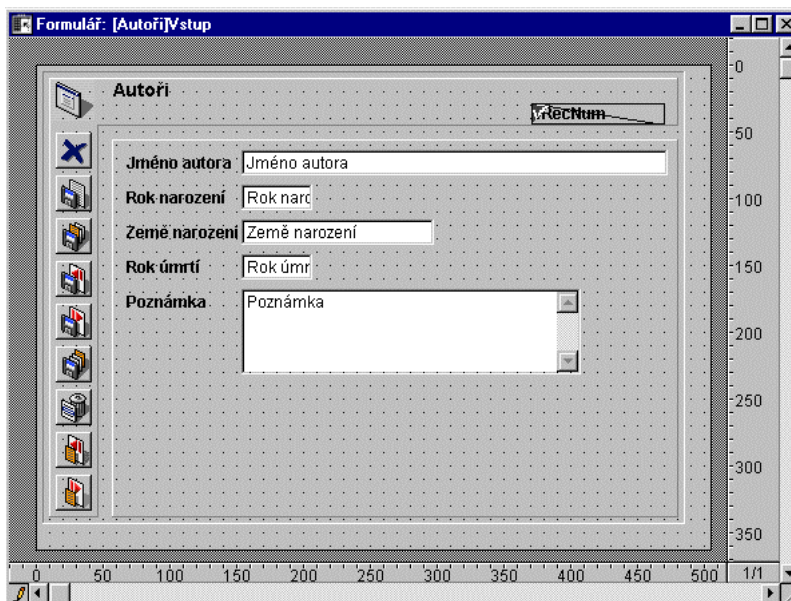 Formulář: [Autoři]Vstup
Autoři
vRecNum
Jméno autora Jméno autora
Rok narození Rok naro
Země narození Země narození
Rok úmrtí Rok úmr
Poznámka Poznámka
0
50
100
150
200
250
300
350
0 50 100 150 200 250 300 350 400 450 500 1/1